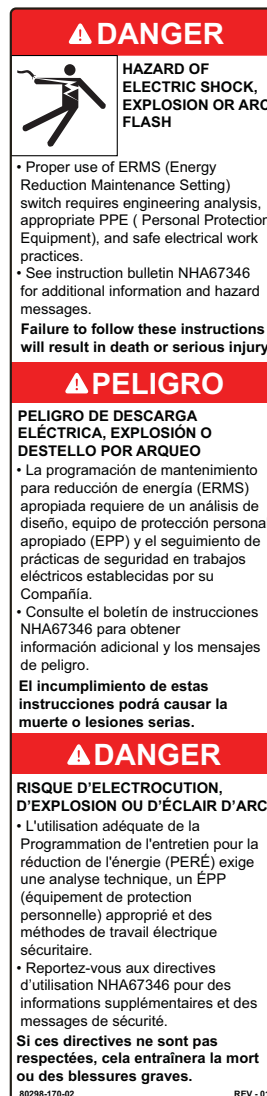 DANGER
HAZARD OF
ELECTRIC SHOCK,
EXPLOSION OR ARC
FLASH
• Proper use of ERMS (Energy
Reduction Maintenance Setting)
switch requires engineering analysis,
appropriate PPE ( Personal Protection
Equipment), and safe electrical work
practices.
• See instruction bulletin NHA67346
for additional information and hazard
messages.
Failure to follow these instructions
will result in death or serious injury
PELIGRO
PELIGRO DE DESCARGA
ELÉCTRICA, EXPLOSIÓN O
DESTELLO POR ARQUEO
• La programación de mantenimiento
para reducción de energía (ERMS)
apropiada requiere de un análisis de
diseño, equipo de protección persona
apropiado (EPP) y el seguimiento de
prácticas de seguridad en trabajos
eléctricos establecidas por su
Compañía.
• Consulte el boletín de instrucciones
NHA67346 para obtener
información adicional y los mensajes
de peligro.
El incumplimiento de estas
instrucciones podrá causar la
muerte o lesiones serias.
DANGER
RISQUE D'ELECTROCUTION,
D'EXPLOSION OU D'ÉCLAIR D'ARC
• L'utilisation adéquate de la
Programmation de l'entretien pour la
réduction de l'énergie (PERÉ) exige
une analyse technique, un ÉPP
(équipement de protection
personnelle) approprié et des
méthodes de travail électrique
sécuritaire.
• Reportez-vous aux directives
d'utilisation NHA67346 pour des
informations supplémentaires et des
messages de sécurité.
Si ces directives ne sont pas
respectées, cela entraînera la mort
ou des blessures graves.
80298-170-02 REV - 01